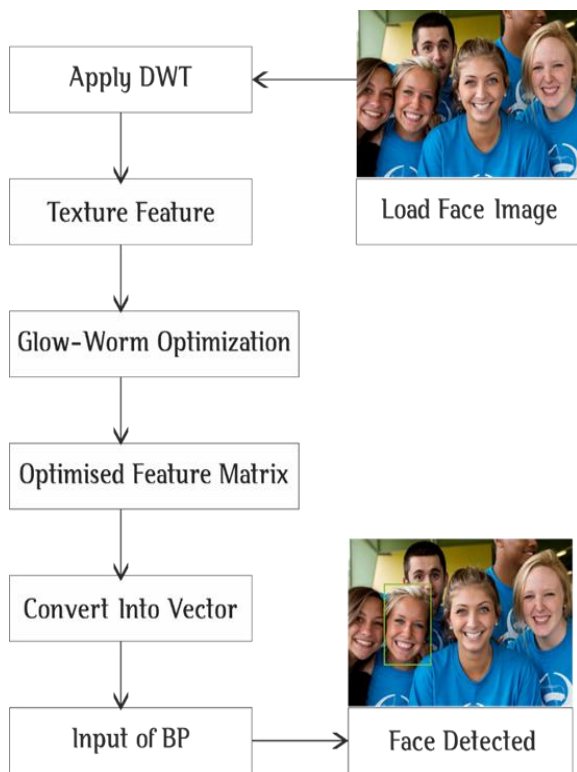 Apply DWT
Load Face Image
Texture Feature
Glow-Worm Optimization
Optimised Feature Matrix
Convert Into Vector
Input of BP
Face Detected